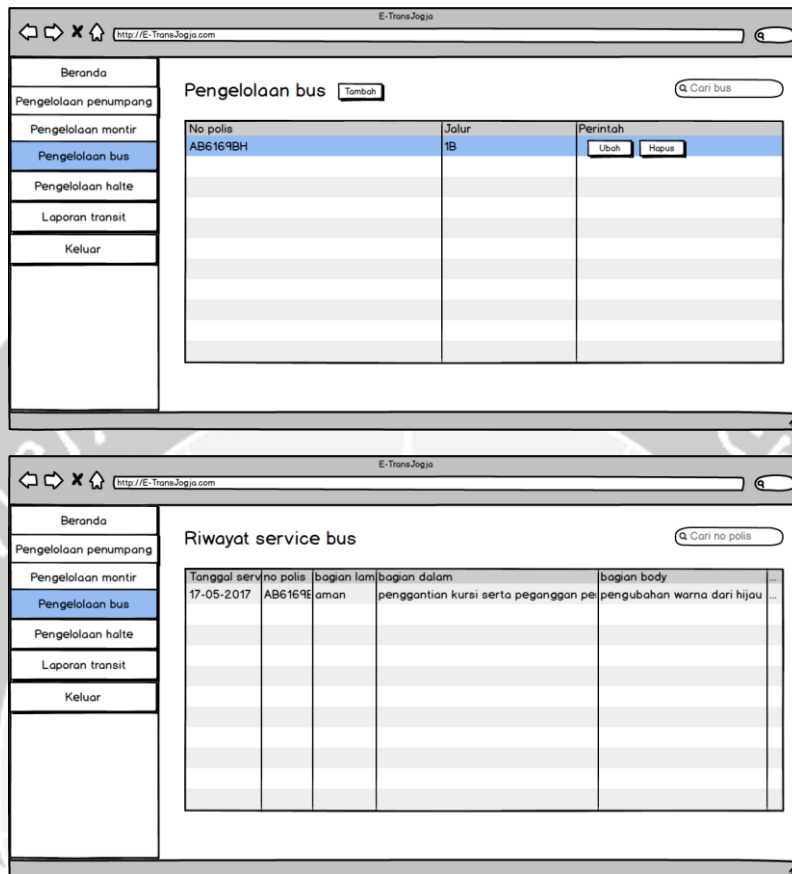 E-TransJogja
http://E-TransJogja.com
Beranda
Pengelolaan penumpang
Pengelolaan montir
Pengelolaan bus
Pengelolaan halte
Laporan transit
Keluar
Pengelolaan bus Tambah Cari bus
No polis Jalur Perintah
AB6169BH 1B Ubah Hapus
E-TransJogja
http://E-TransJogja.com
Beranda
Pengelolaan penumpang
Pengelolaan montir
Pengelolaan bus
Pengelolaan halte
Laporan transit
Keluar
Riwayat service bus Cari no polis
Tanggal serv no polis bagian lam bagian dalam bagian body ...
17-05-2017 AB6169B aman penggantian kursi serta peganggan pe pengubahan warna dari hijau ...